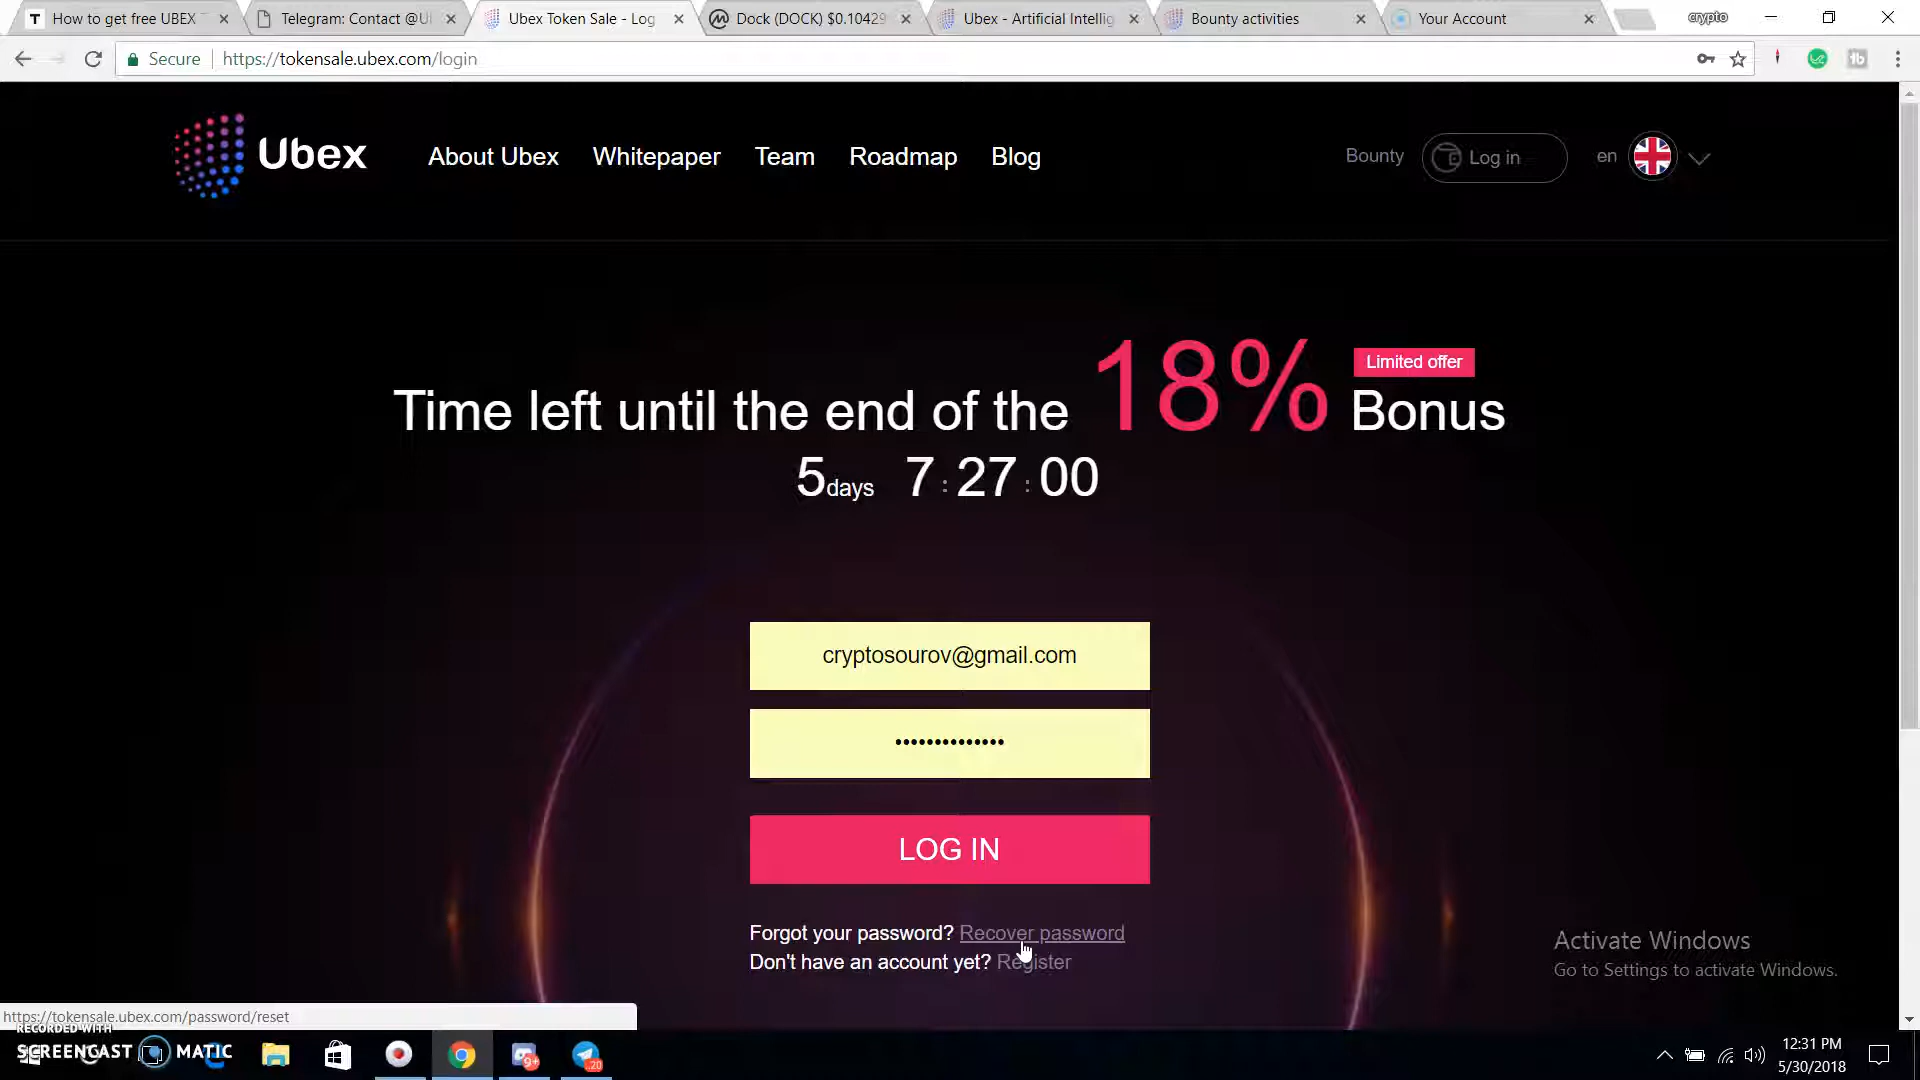 How to get free UBEX T
Telegram: Contact @U
Ubex Token Sale - Log
Dock (DOCK) $0.10429
Ubex - Artificial Intellig
Bounty activities
Your Account
crypto
Secure
https://tokensale.ubex.com/login
Ubex
About Ubex
Whitepaper
Team
Roadmap
Blog
Bounty
Log in
en
Time left until the end of the 18% Bonus
Limited offer
5days 7:27:00
cryptosourov@gmail.com
••••••••••••••
LOG IN
Forgot your password? Recover password
Don't have an account yet? Register
Activate Windows
Go to Settings to activate Windows.
https://tokensale.ubex.com/password/reset
RECORDED WITH
SCREENCAST MATIC
9+
20
12:31 PM
5/30/2018